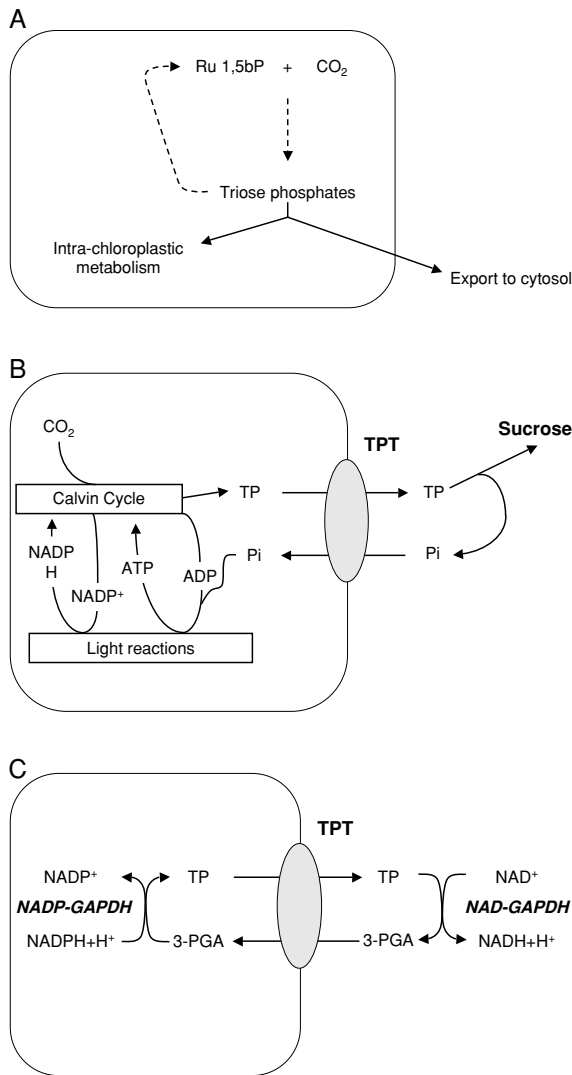 A
Ru 1,5bP + CO₂
Triose phosphates
Intra-chloroplastic
metabolism
Export to cytosol
B
CO₂
TPT
Sucrose
Calvin Cycle
TP
TP
NADP
H
NADP⁺
ATP
ADP
Pi
Pi
Light reactions
C
TPT
NADP⁺
TP
TP
NAD⁺
NADP-GAPDH
NAD-GAPDH
NADPH+H⁺
3-PGA
3-PGA
NADH+H⁺